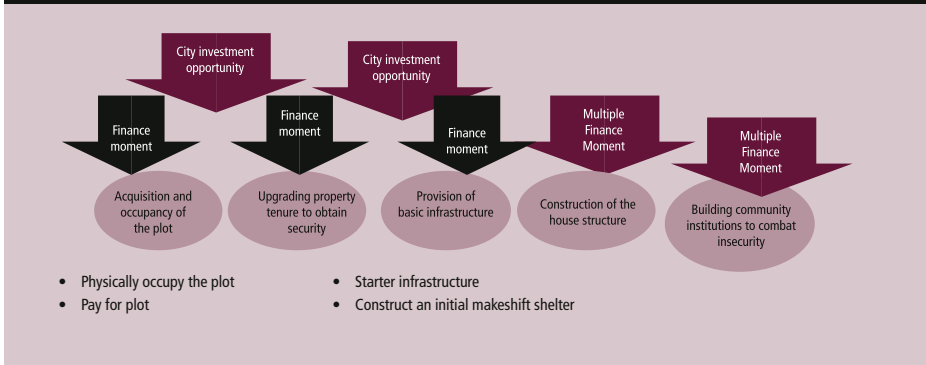 City investment
opportunity
City investment
opportunity
Finance
moment
Finance
moment
Finance
moment
Multiple
Finance
Moment
Multiple
Finance
Moment
Acquisition and
occupancy of
the plot
Upgrading property
tenure to obtain
security
Provision of
basic infrastructure
Construction of the
house structure
Building community
institutions to combat
insecurity
• Physically occupy the plot
• Pay for plot
• Starter infrastructure
• Construct an initial makeshift shelter